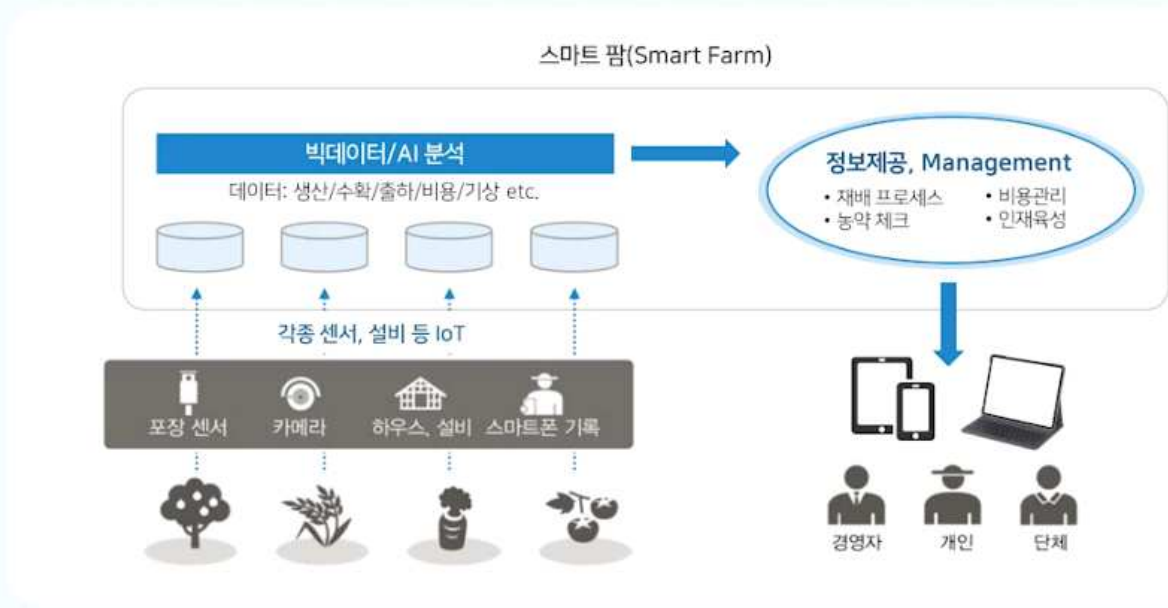 스마트 팜(Smart Farm)
빅데이터/AI 분석
데이터: 생산/수확/출하/비용/기상 etc.
정보제공, Management
• 재배 프로세스 • 비용관리
• 농약 체크 • 인재육성
각종 센서, 설비 등 IoT
포장 센서 카메라 하우스, 설비 스마트폰 기록
경영자 개인 단체